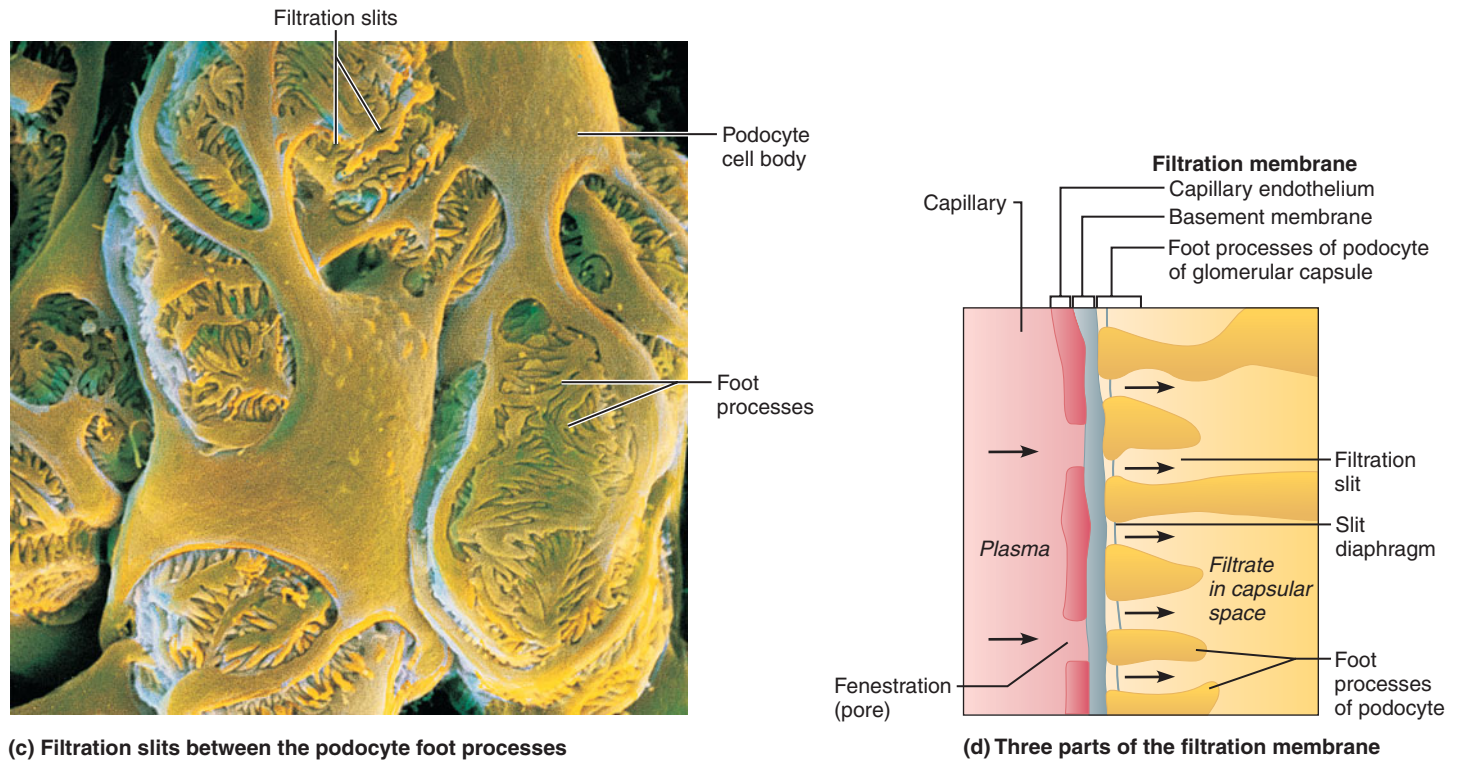 Filtration slits
Podocyte
cell body
Foot
processes
(c) Filtration slits between the podocyte foot processes
Filtration membrane
Capillary
Capillary endothelium
Basement membrane
Foot processes of podocyte
of glomerular capsule
Filtration
slit
Plasma
Slit
diaphragm
Filtrate
in capsular
space
Fenestration
(pore)
Foot
processes
of podocyte
(d) Three parts of the filtration membrane